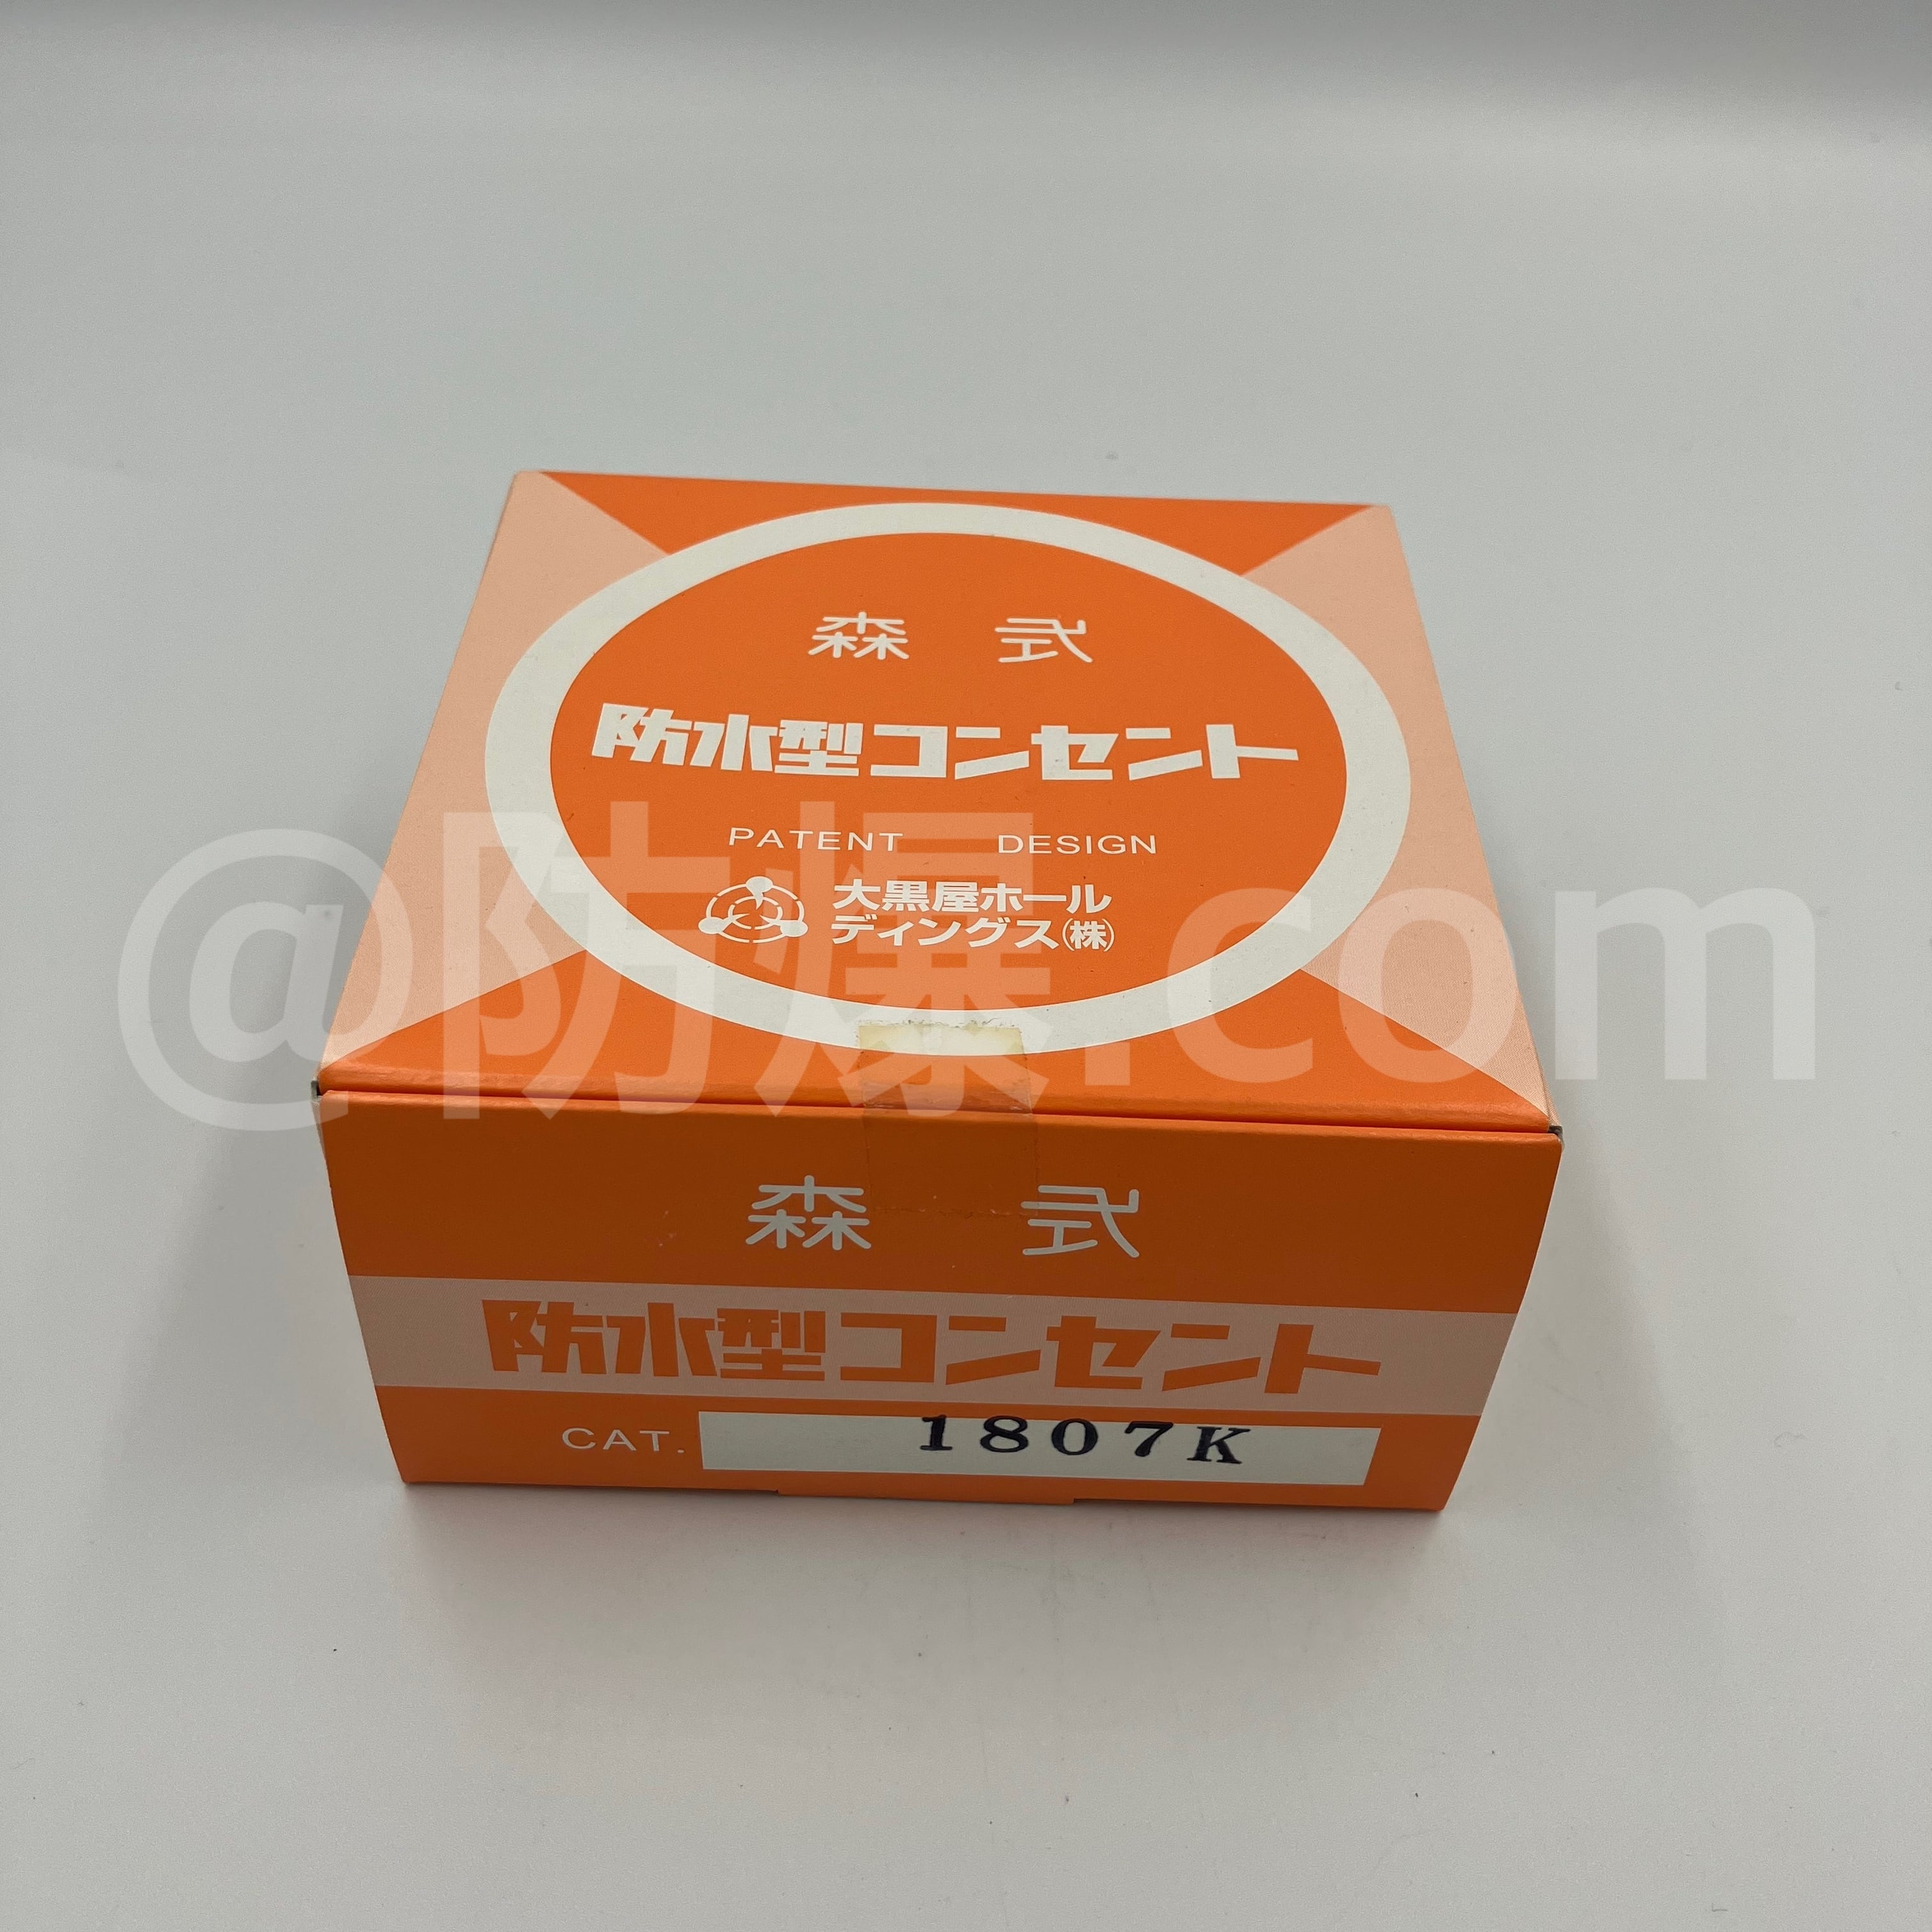 森 式
防水型コンセント
PATENT DESIGN
大黒屋ホール
ディングス(株)
@防爆.com
森 式
防水型コンセント
CAT. 1807K